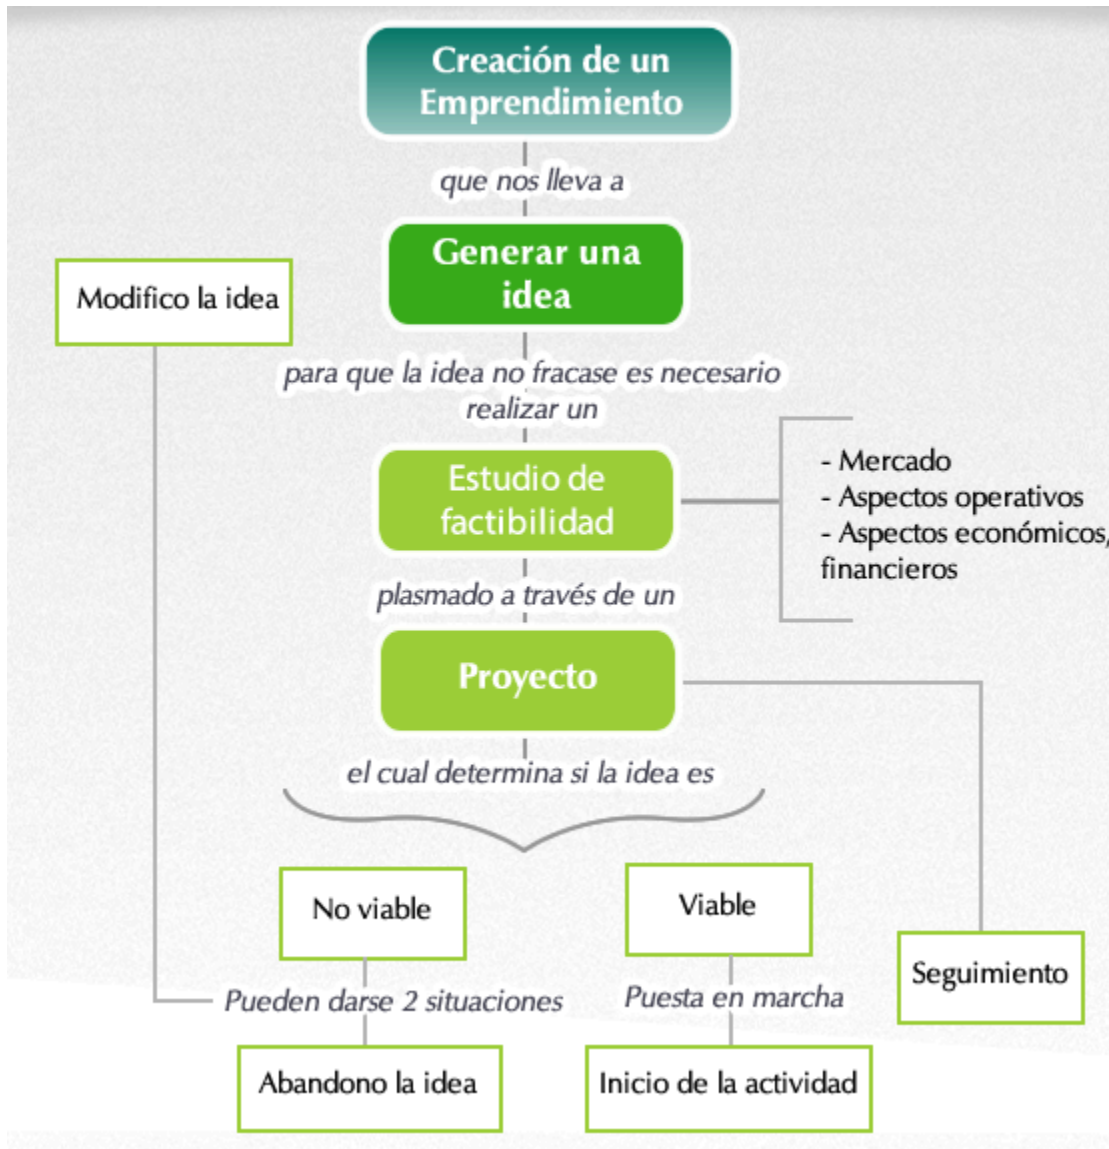 Creación de un
Emprendimiento
que nos lleva a
Generar una
idea
Modifico la idea
para que la idea no fracase es necesario
realizar un
Estudio de
factibilidad
- Mercado
- Aspectos operativos
- Aspectos económicos,
financieros
plasmado a través de un
Proyecto
el cual determina si la idea es
No viable
Viable
Seguimiento
Pueden darse 2 situaciones
Puesta en marcha
Abandono la idea
Inicio de la actividad